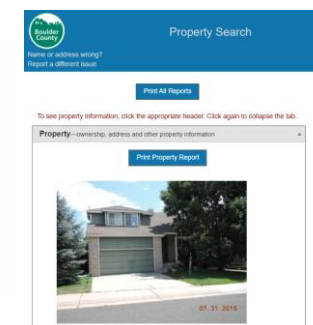 Boulder
County
Property Search
Name or address wrong?
Report a different issue
Print All Reports
To see property information, click the appropriate header. Click again to collapse the tab.
Property—ownership, address and other property information
Print Property Report
07.31.2015